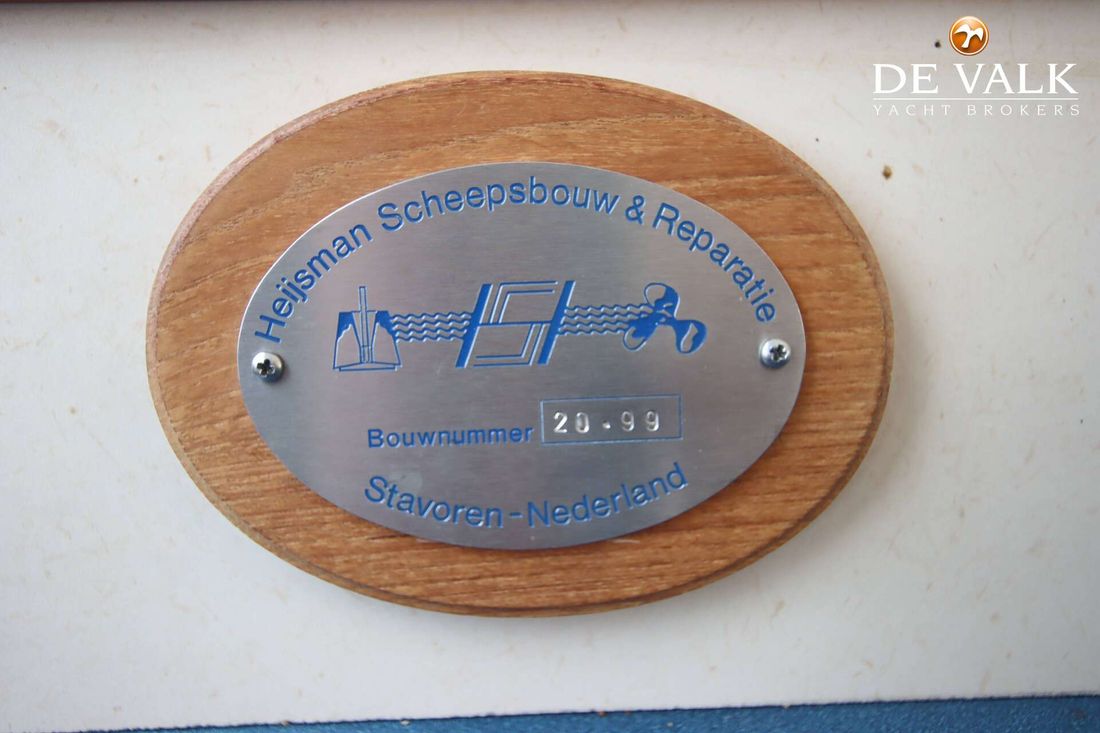 DE VALK
YACHT BROKERS
Heijsman Scheepsbouw & Reparatie
Bouwnummer 20-99
Stavoren-Nederland